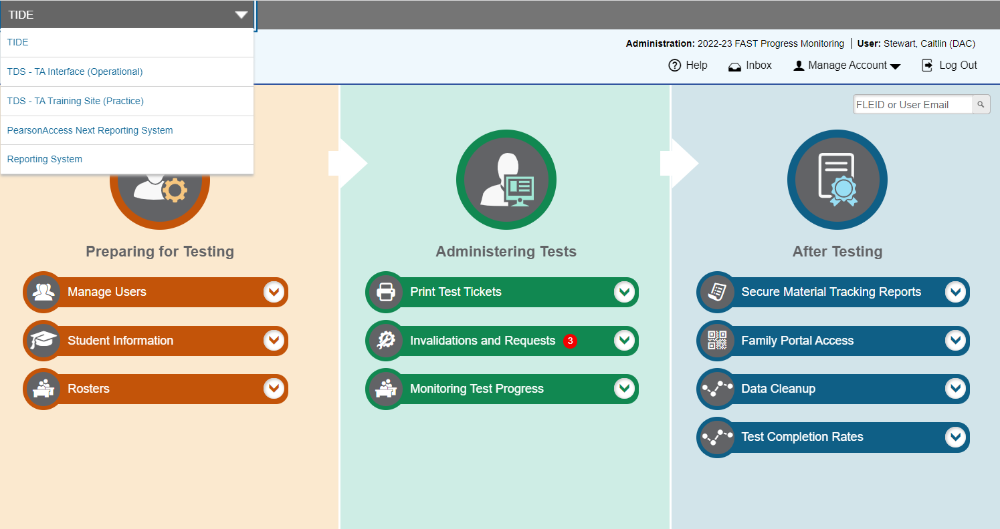 TIDE
TIDE
TDS - TA Interface (Operational)
TDS - TA Training Site (Practice)
PearsonAccess Next Reporting System
Reporting System
Administration: 2022-23 FAST Progress Monitoring | User: Stewart, Caitlin (DAC)
Help Inbox Manage Account Log Out
FLEID or User Email
Preparing for Testing
Manage Users
Student Information
Rosters
Administering Tests
Print Test Tickets
Invalidations and Requests 3
Monitoring Test Progress
After Testing
Secure Material Tracking Reports
Family Portal Access
Data Cleanup
Test Completion Rates